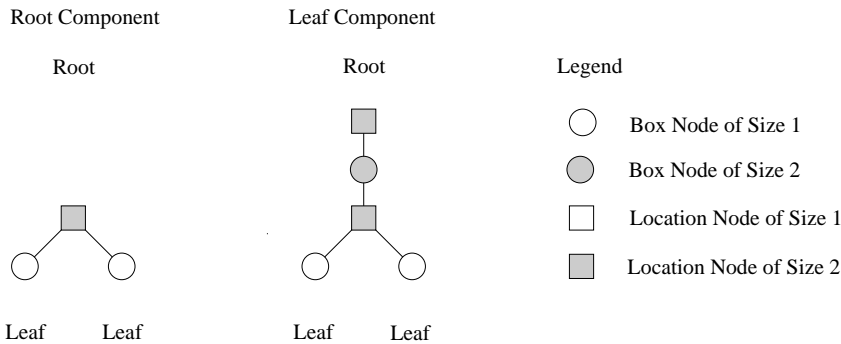 Root Component
Leaf Component
Root
Root
Legend
Box Node of Size 1
Box Node of Size 2
Location Node of Size 1
Location Node of Size 2
Leaf
Leaf
Leaf
Leaf